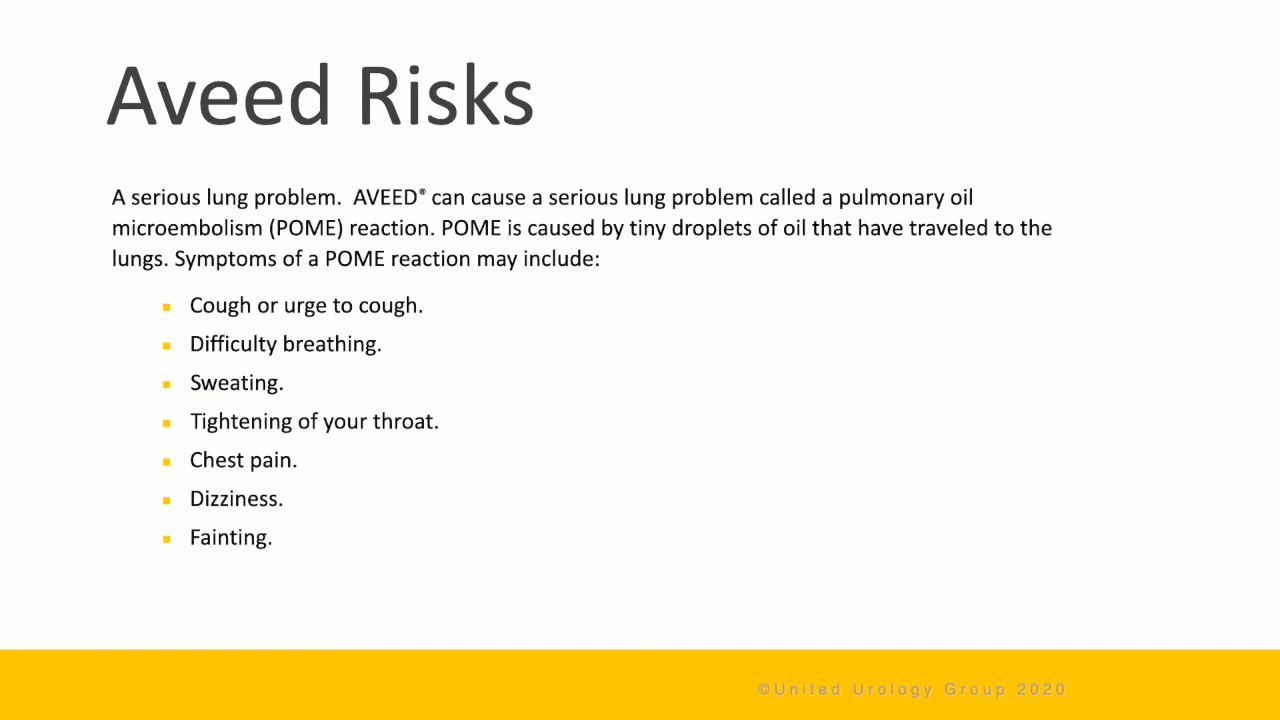 Aveed Risks
A serious lung problem.  AVEED® can cause a serious lung problem called a pulmonary oil
microembolism (POME) reaction. POME is caused by tiny droplets of oil that have traveled to the
lungs. Symptoms of a POME reaction may include:
Cough or urge to cough.
Difficulty breathing.
Sweating.
Tightening of your throat.
Chest pain.
Dizziness.
Fainting.
©United Urology Group 2020